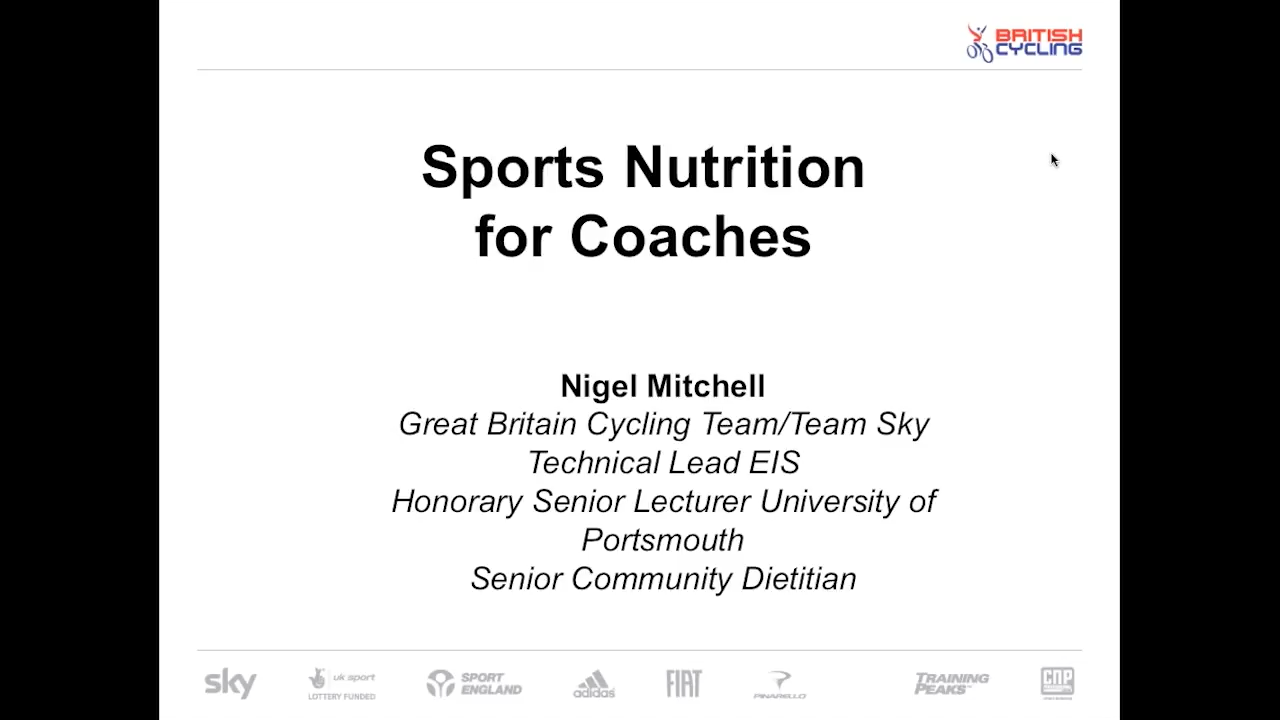 BRITISH
CYCLING
Sports Nutrition
for Coaches
Nigel Mitchell
Great Britain Cycling Team/Team Sky
Technical Lead EIS
Honorary Senior Lecturer University of
Portsmouth
Senior Community Dietitian
sky
uk sport
LOTTERY FUNDED
SPORT
ENGLAND
adidas
FIAT
PINARELLO
TRAINING
PEAKS
CNP